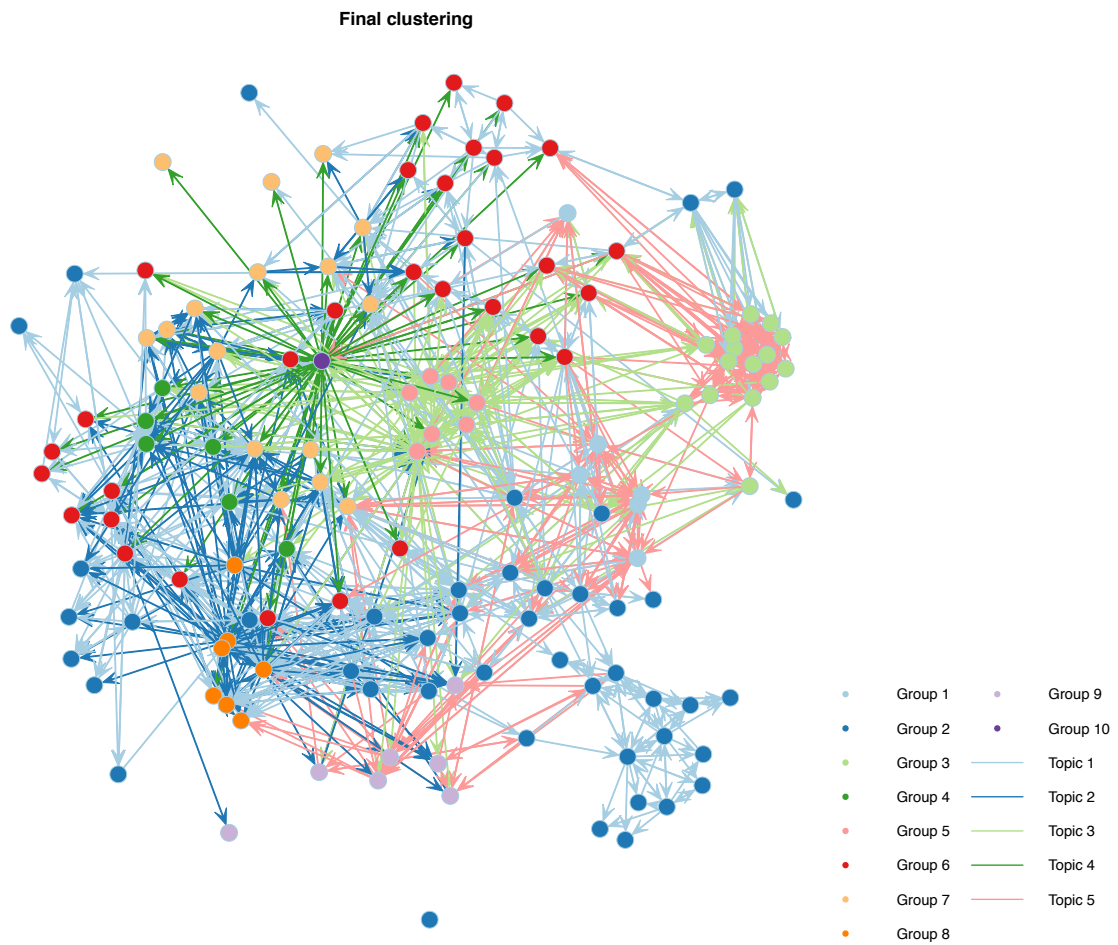 Final clustering
Group 1
Group 2
Group 3
Group 4
Group 5
Group 6
Group 7
Group 8
Group 9
Group 10
Topic 1
Topic 2
Topic 3
Topic 4
Topic 5